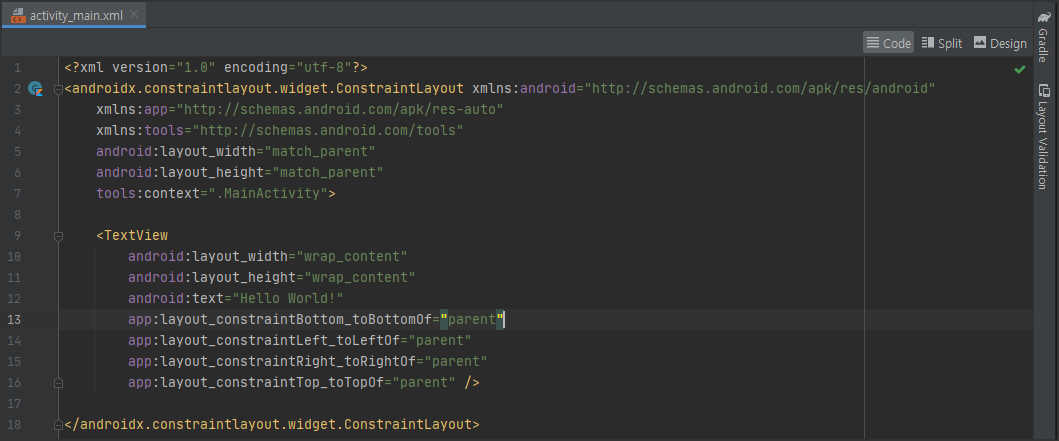 activity_main.xml
Code Split Design
1 <?xml version="1.0" encoding="utf-8"?>
2 <androidx.constraintlayout.widget.ConstraintLayout xmlns:android="http://schemas.android.com/apk/res/android"
3 xmlns:app="http://schemas.android.com/apk/res-auto"
4 xmlns:tools="http://schemas.android.com/tools"
5 android:layout_width="match_parent"
6 android:layout_height="match_parent"
7 tools:context=".MainActivity">
8
9 <TextView
10 android:layout_width="wrap_content"
11 android:layout_height="wrap_content"
12 android:text="Hello World!"
13 app:layout_constraintBottom_toBottomOf="parent"
14 app:layout_constraintLeft_toLeftOf="parent"
15 app:layout_constraintRight_toRightOf="parent"
16 app:layout_constraintTop_toTopOf="parent" />
17
18 </androidx.constraintlayout.widget.ConstraintLayout>
Gradle
Layout Validation